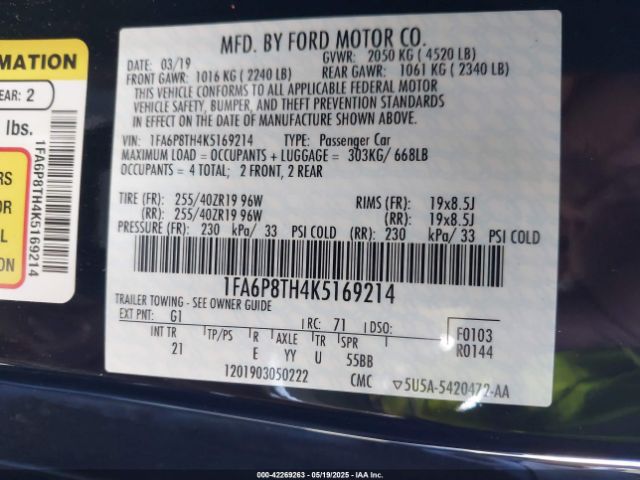 MFD. BY FORD MOTOR CO.
DATE: 03/19
GVWR: 2050 KG ( 4520 LB)
FRONT GAWR: 1016 KG ( 2240 LB)
REAR GAWR: 1061 KG ( 2340 LB)
THIS VEHICLE CONFORMS TO ALL APPLICABLE FEDERAL MOTOR
VEHICLE SAFETY, BUMPER, AND THEFT PREVENTION STANDARDS
IN EFFECT ON THE DATE OF MANUFACTURE SHOWN ABOVE.
VIN: 1FA6P8TH4K5169214 TYPE: Passenger Car
MAXIMUM LOAD = OCCUPANTS + LUGGAGE = 303KG/ 668LB
OCCUPANTS = 4 TOTAL; 2 FRONT, 2 REAR
TIRE (FR): 255/40ZR19 96W RIMS (FR): 19x8.5J
(RR): 255/40ZR19 96W (RR): 19x8.5J
PRESSURE (FR): 230 kPa/ 33 PSI COLD (RR): 230 kPa/ 33 PSI COLD
1FA6P8TH4K5169214
TRAILER TOWING - SEE OWNER GUIDE
EXT PNT: G1 RC: 71 DSO:
INT TR TP/PS R AXLE TR SPR
21 E YY U 55BB
F0103
R0144
1201903050222 CMC ▽5U5A-5420472-AA
MATION
EAR: 2
lbs.
1FA6P8TH4K5169214
RS
OR
L
ON
000-42269263 - 05/19/2025 - IAA Inc.